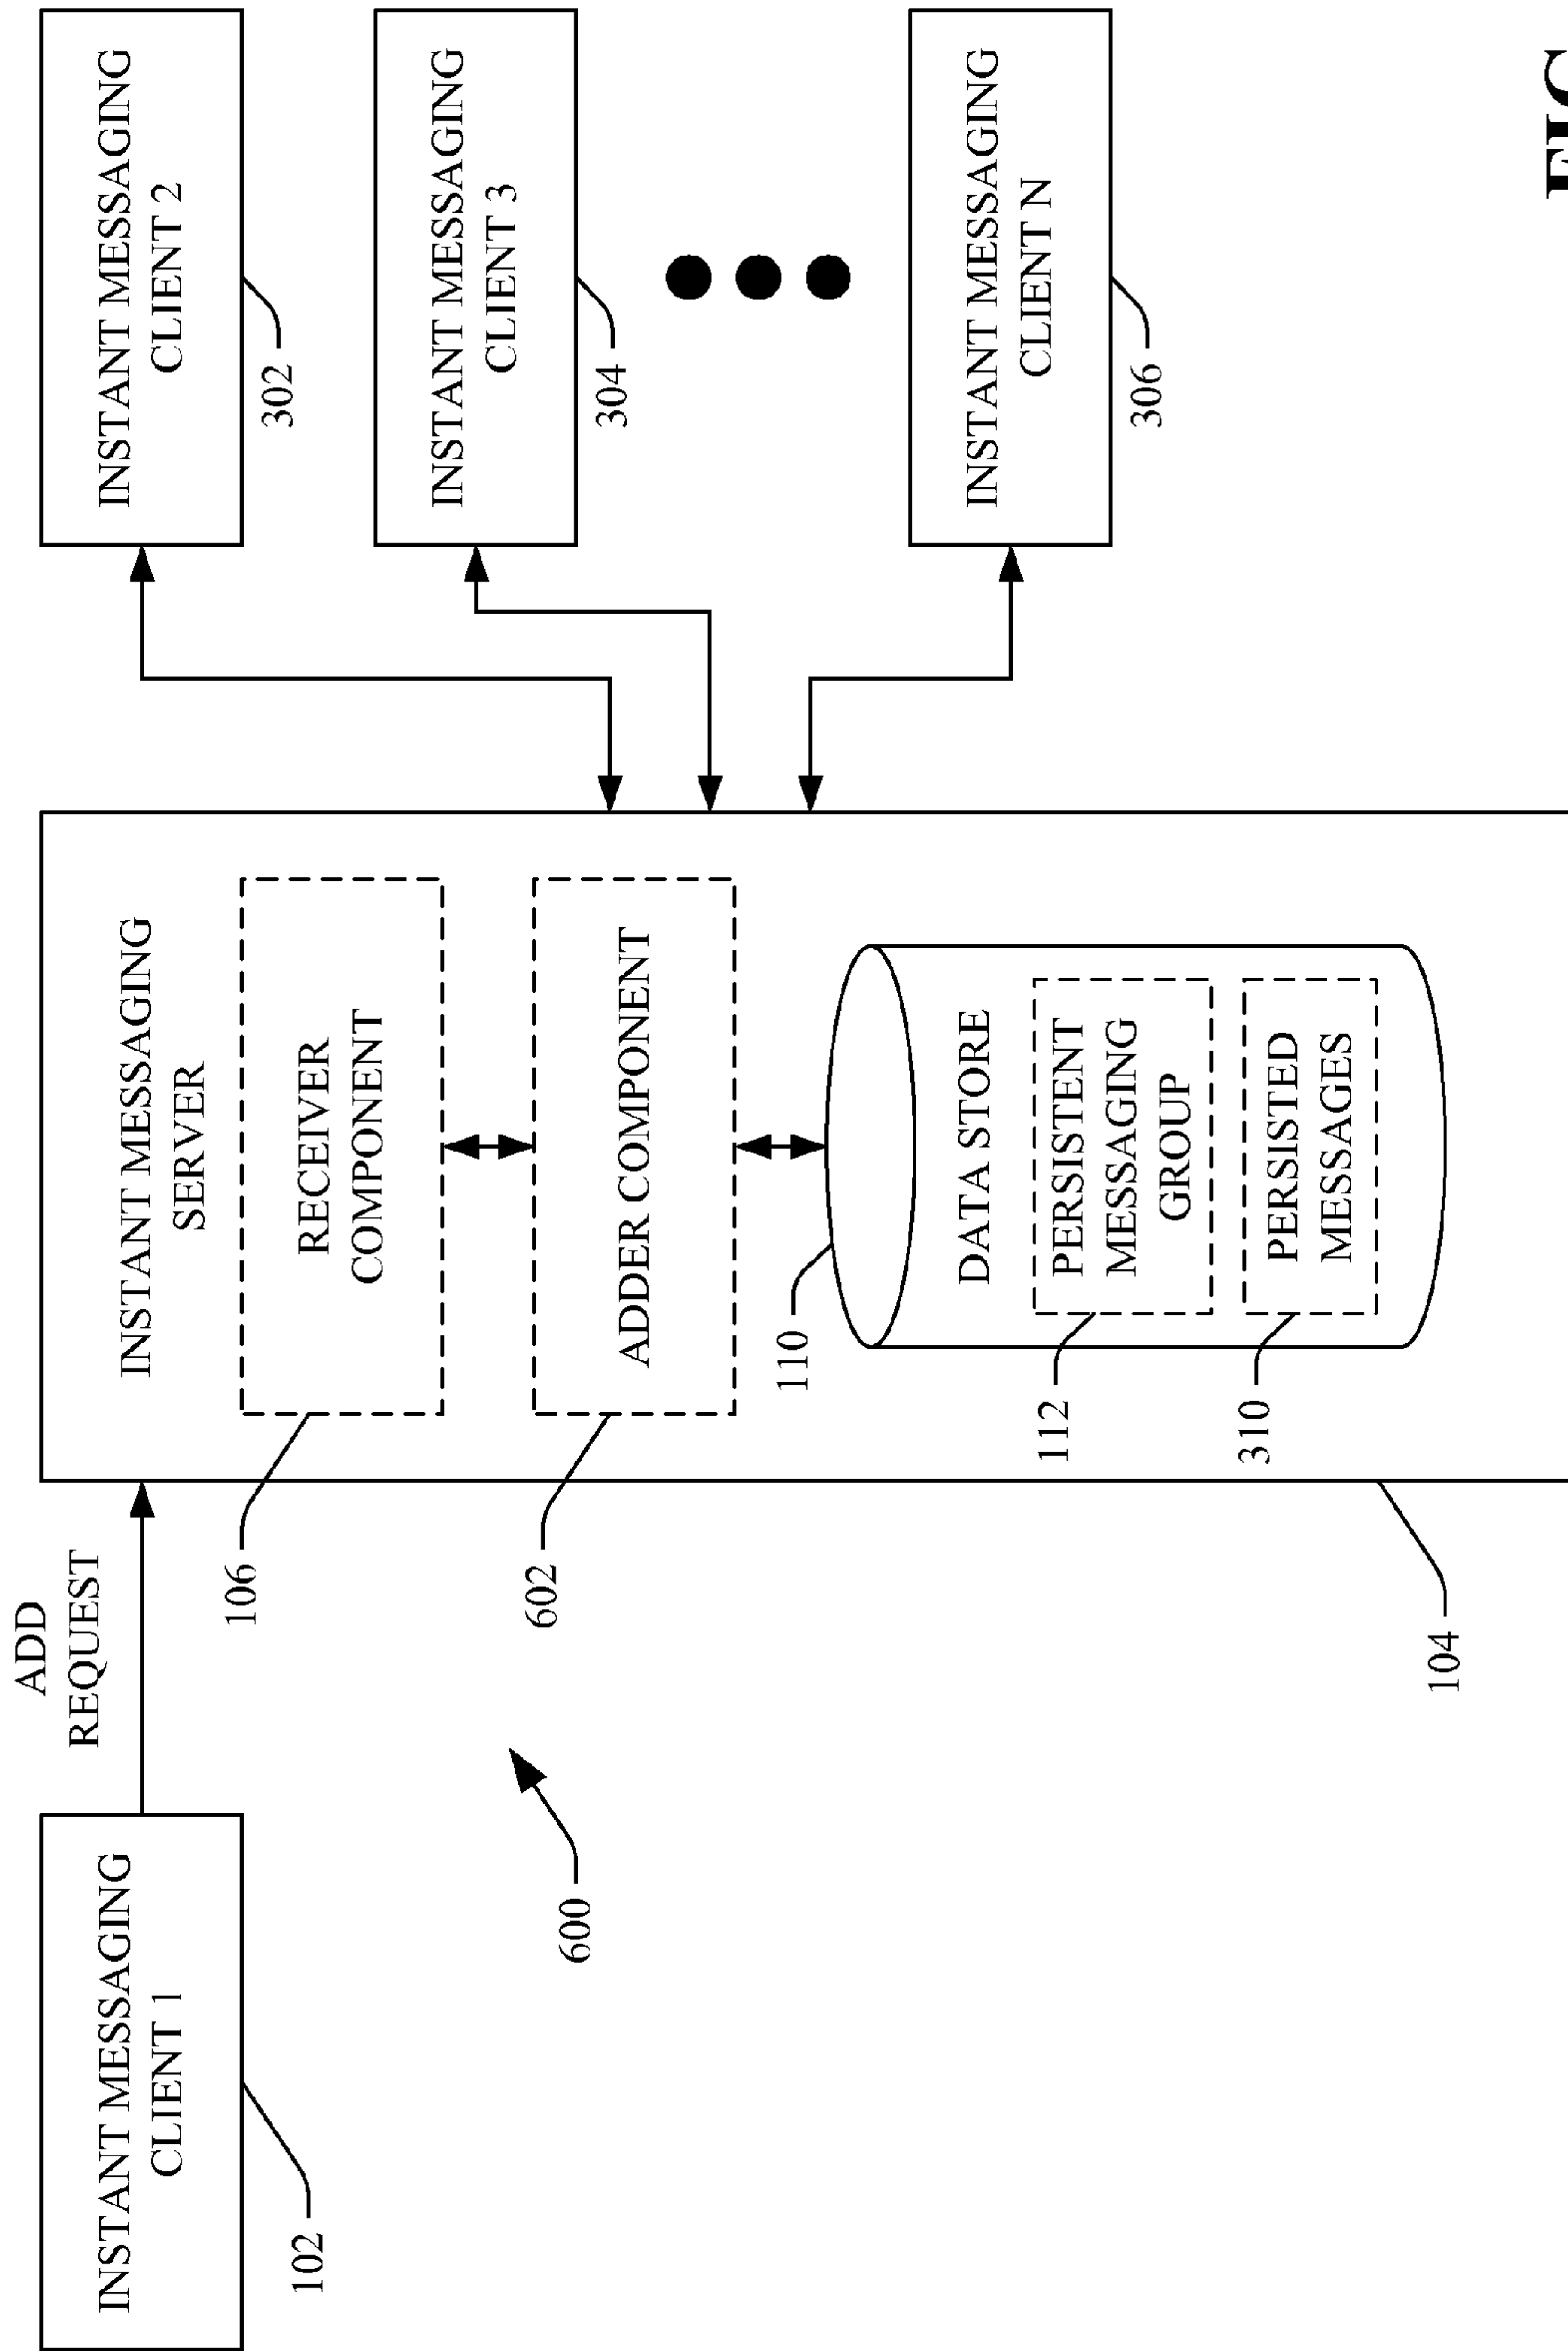 ADD
REQUEST
INSTANT MESSAGING
CLIENT 1
102
600
INSTANT MESSAGING
SERVER
RECEIVER
COMPONENT
106
ADDER COMPONENT
602
110
DATA STORE
PERSISTENT
MESSAGING
GROUP
112
PERSISTED
MESSAGES
310
104
INSTANT MESSAGING
CLIENT 2
302
INSTANT MESSAGING
CLIENT 3
304
INSTANT MESSAGING
CLIENT N
306